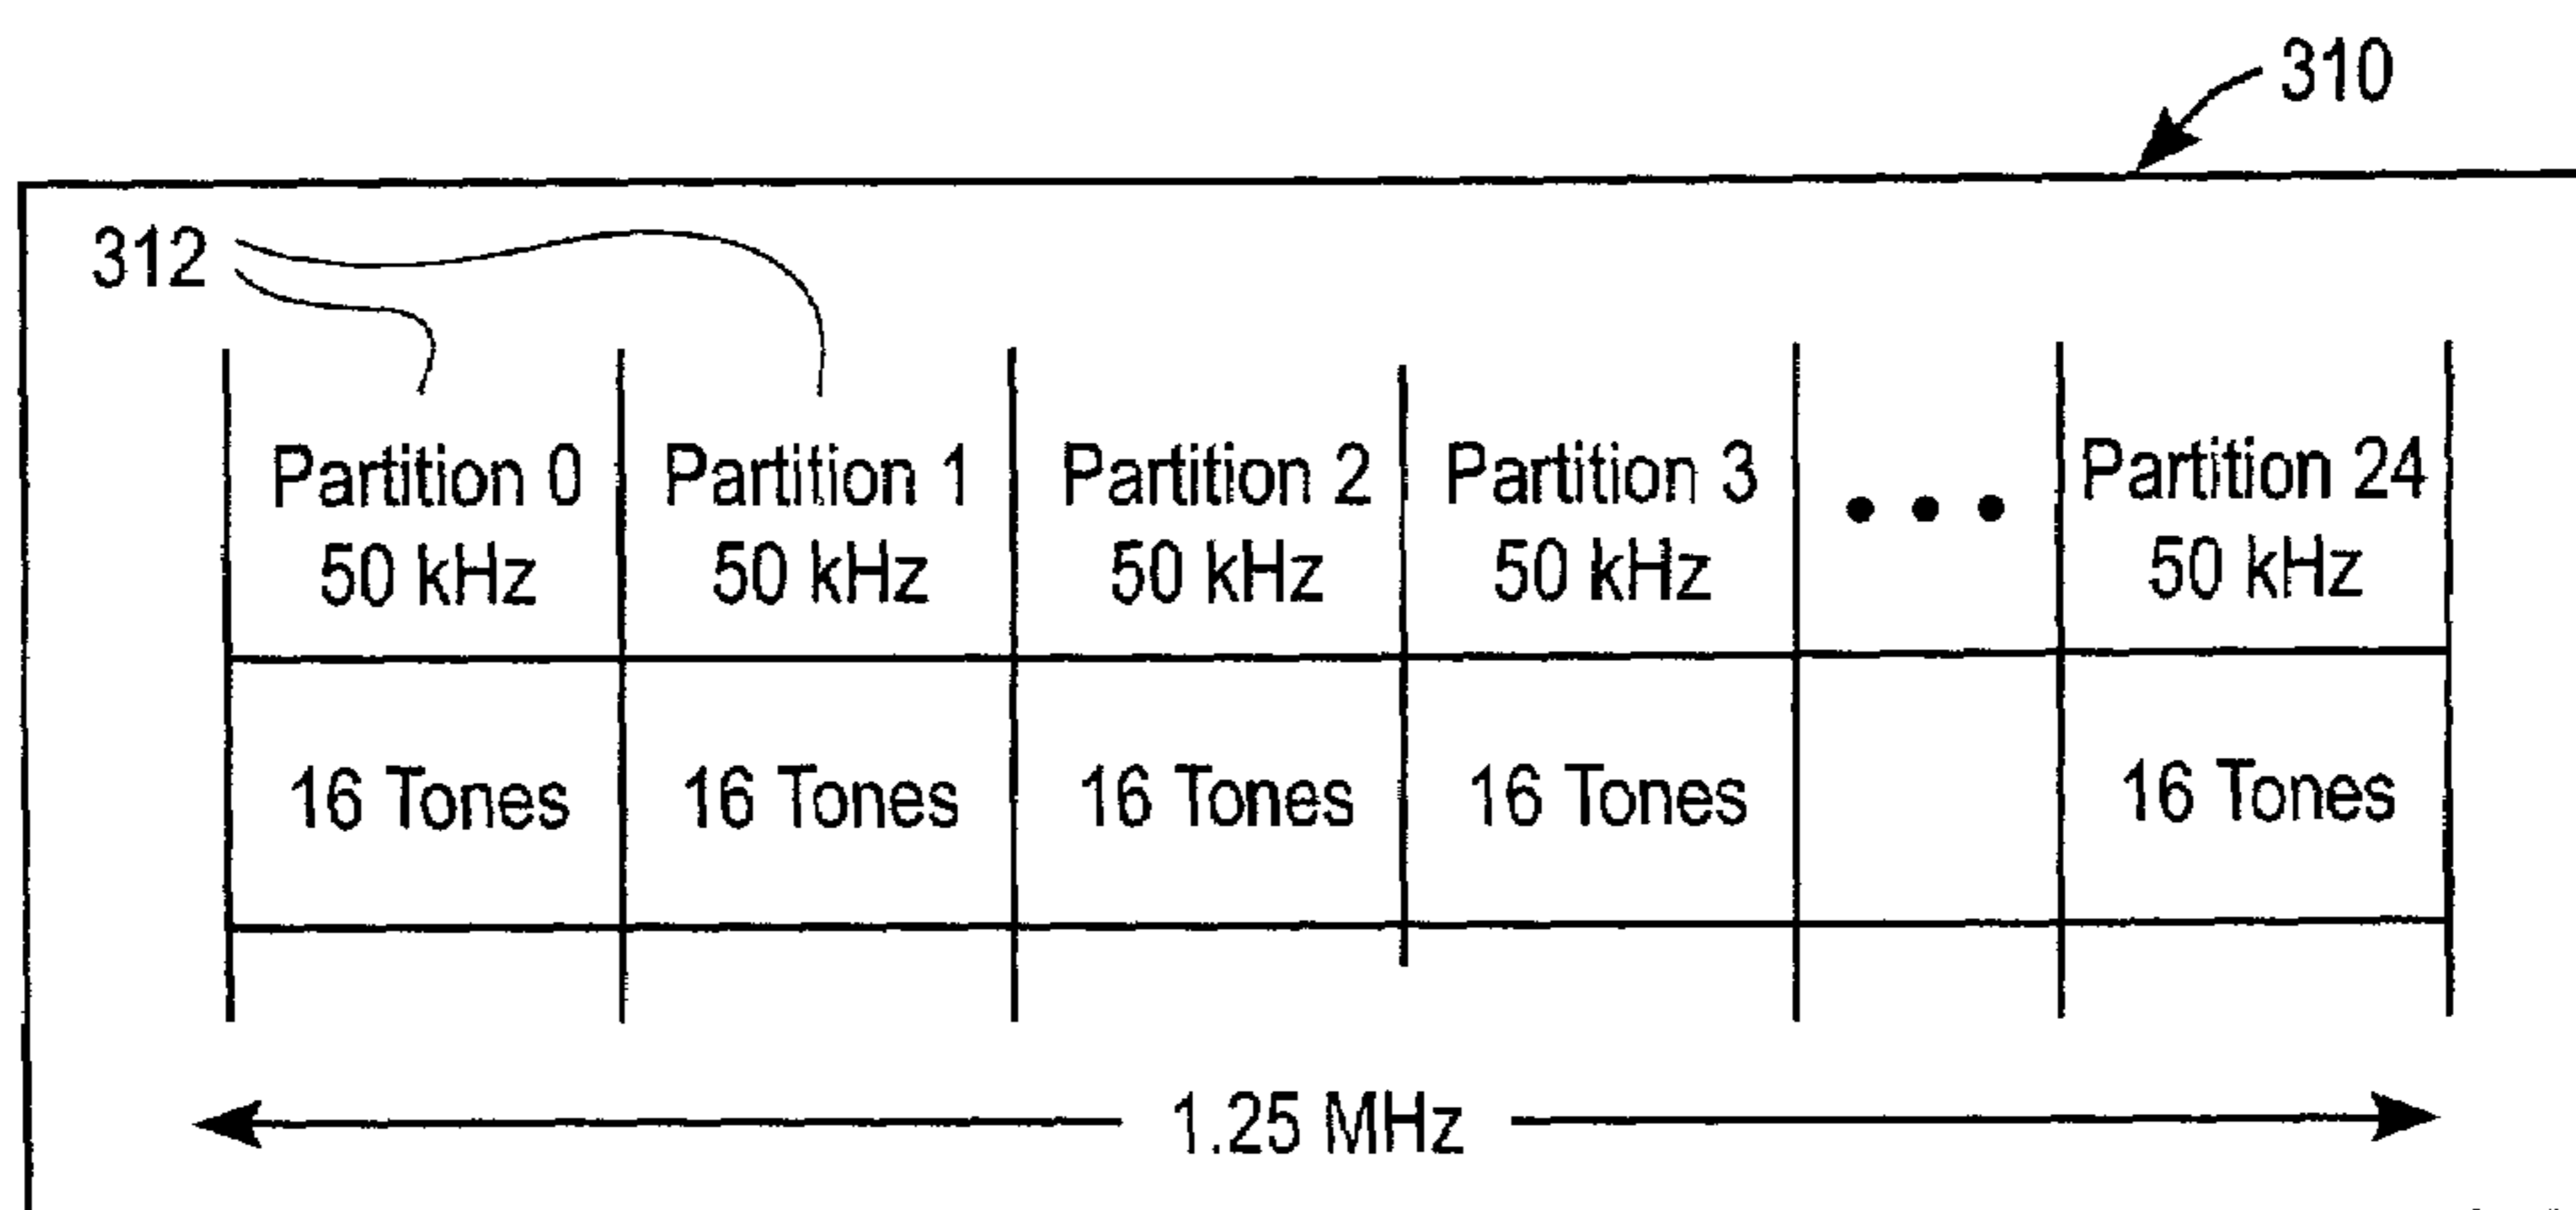 310
312
Partition 0 Partition 1 Partition 2 Partition 3 • • • Partition 24
50 kHz 50 kHz 50 kHz 50 kHz 50 kHz
16 Tones 16 Tones 16 Tones 16 Tones 16 Tones
1.25 MHz